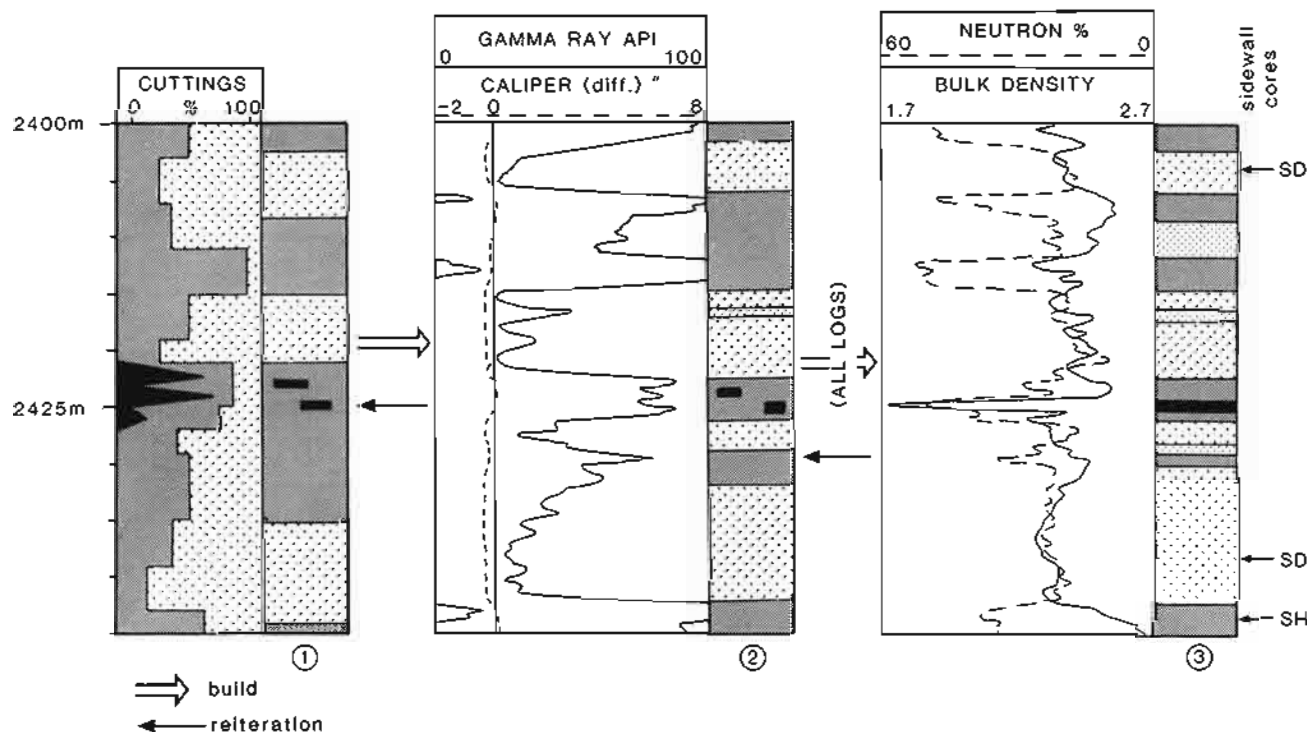 CUTTINGS
0 % 100
2400m
2425m
①
build
reiteration
GAMMA RAY API
0 100
CALIPER (diff.) "
-2 0 8
②
(ALL LOGS)
NEUTRON %
60 0
BULK DENSITY
1.7 2.7
sidewall
cores
SD
SD
SH
③